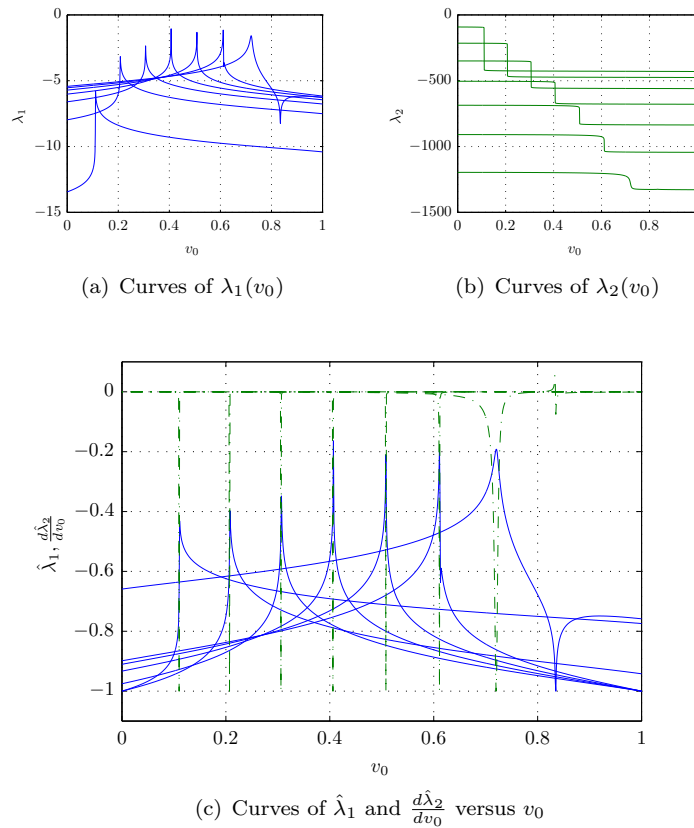 0
−5
−10
−15
λ₁
0 0.2 0.4 0.6 0.8 1
v₀
(a) Curves of λ₁(v₀)
0
−500
−1000
−1500
λ₂
0 0.2 0.4 0.6 0.8
v₀
(b) Curves of λ₂(v₀)
0
−0.2
−0.4
−0.6
−0.8
−1
λ̂₁, dλ̂₂/dv₀
0 0.2 0.4 0.6 0.8 1
v₀
(c) Curves of λ̂₁ and dλ̂₂/dv₀ versus v₀